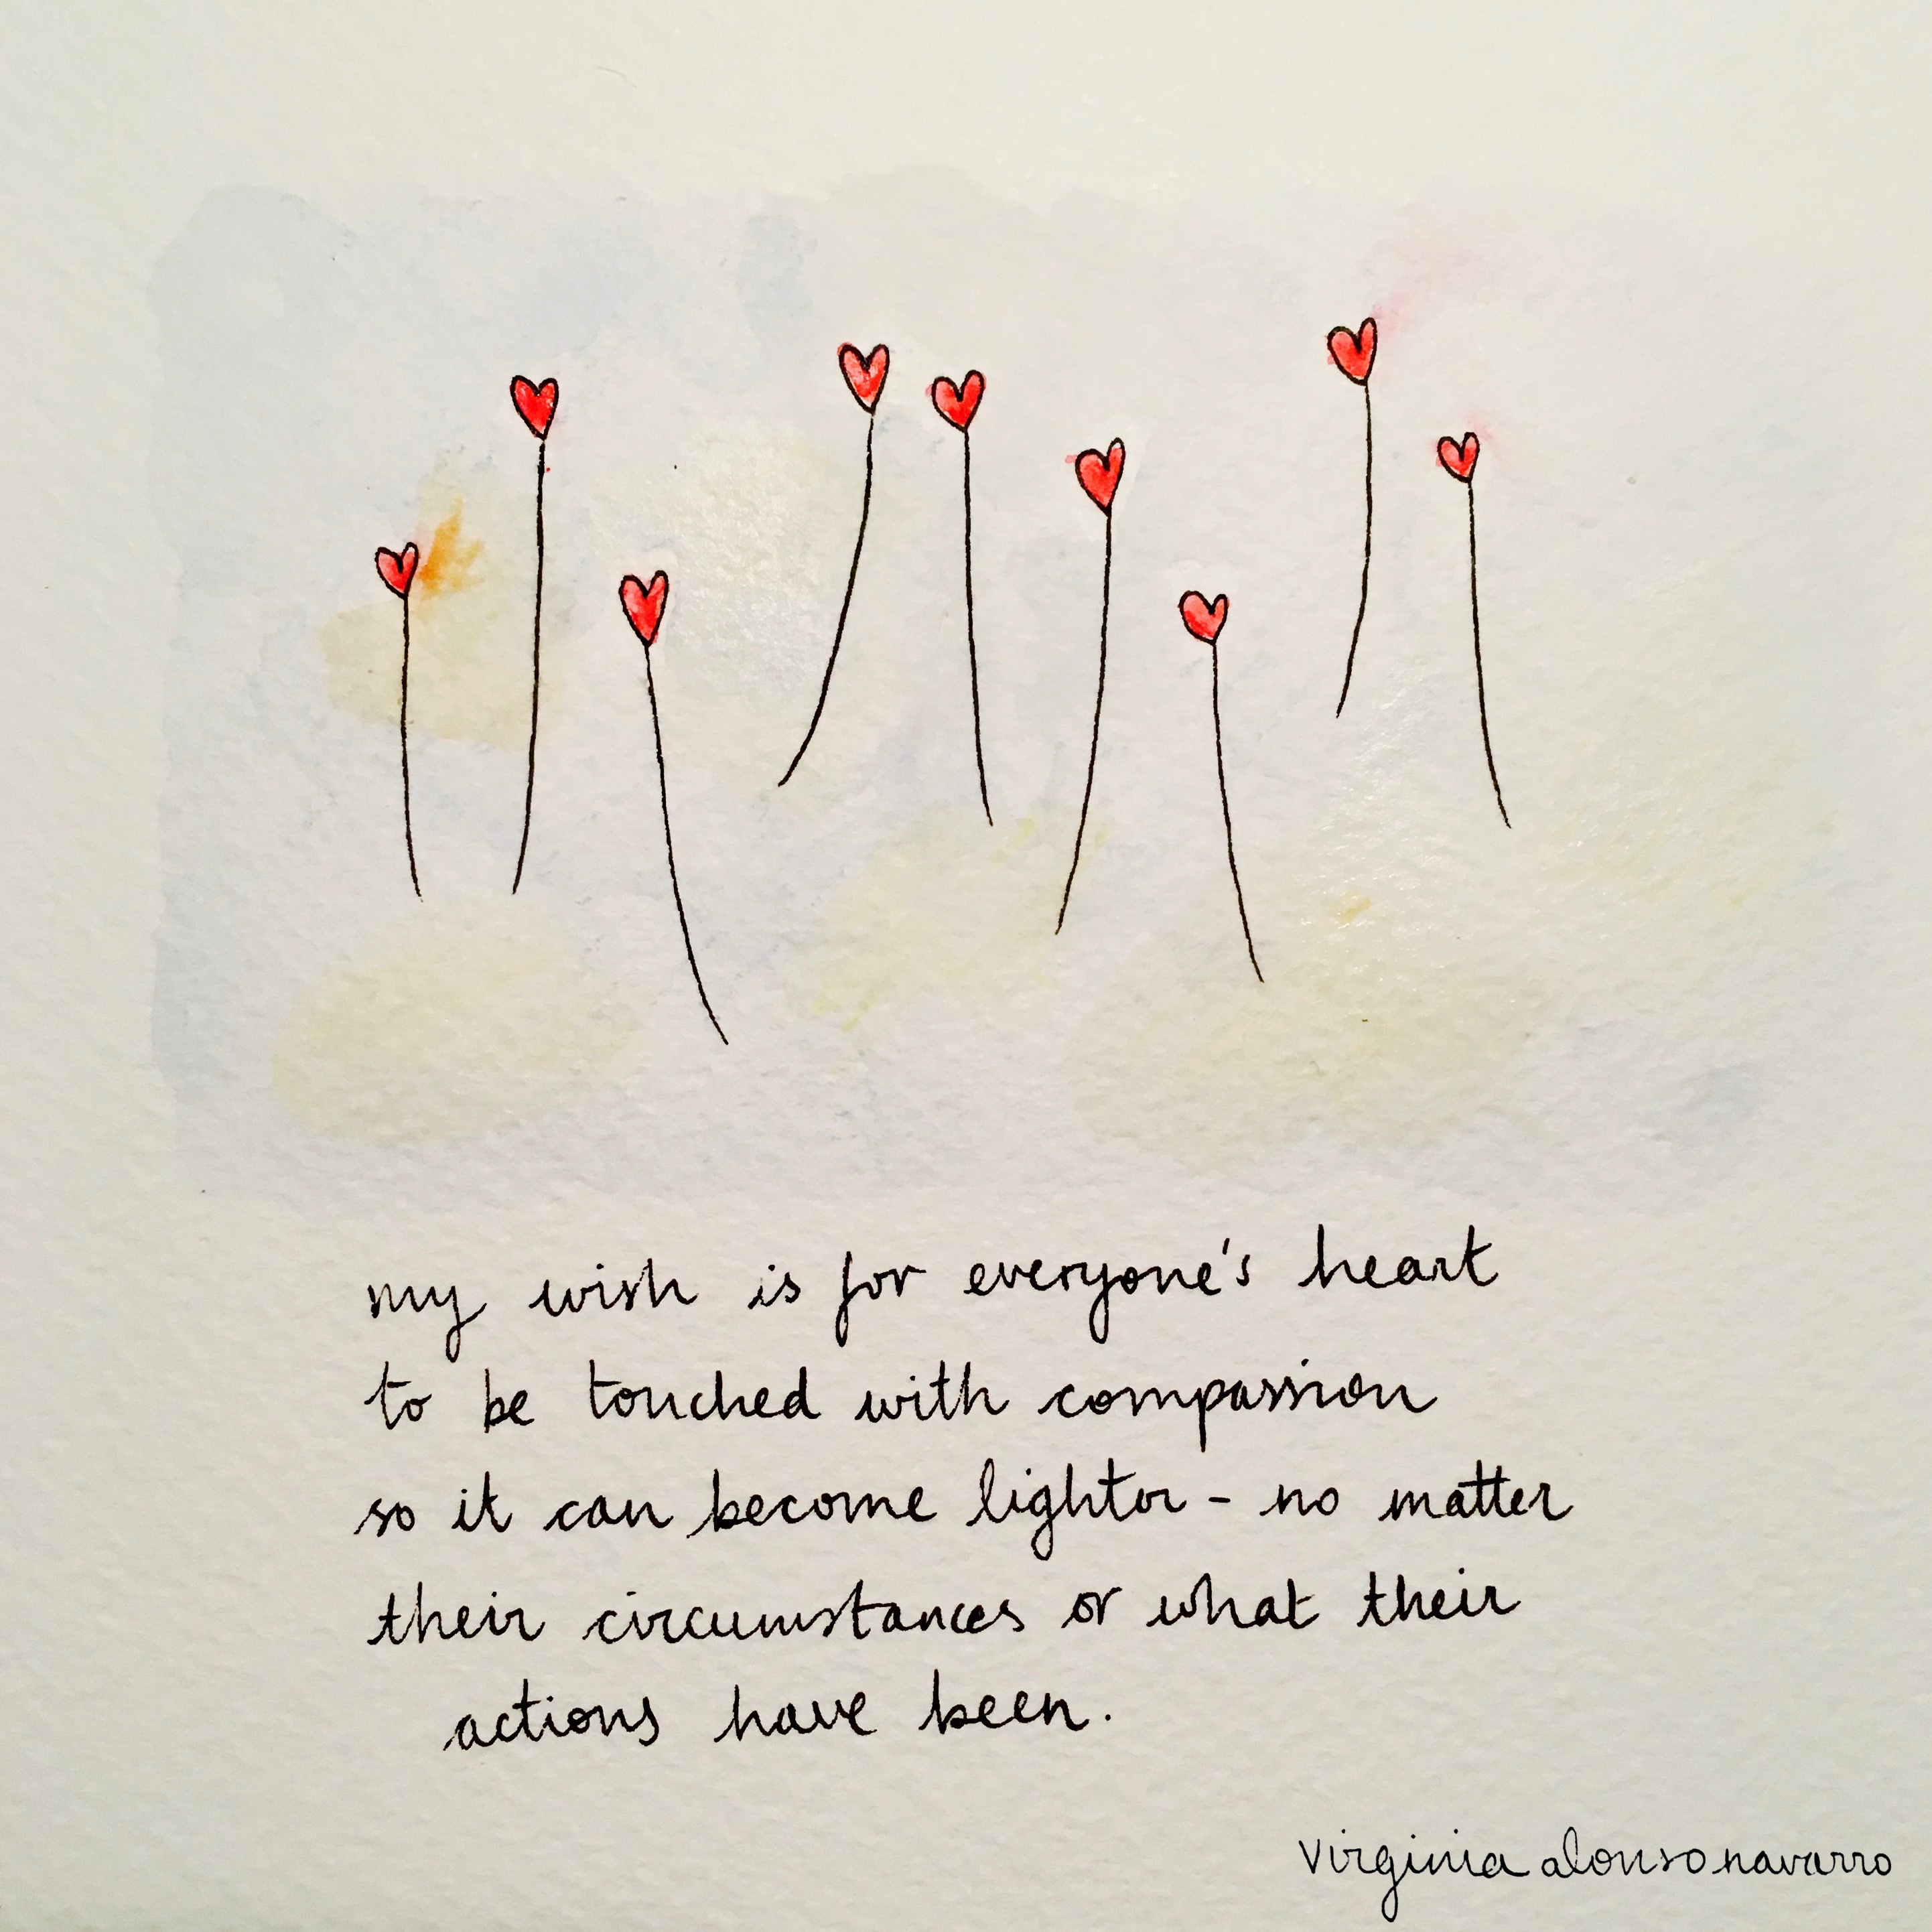 my wish is for everyone's heart
to be touched with compassion
so it can become lighter - no matter
their circumstances or what their
actions have been.
Virginia alonso navarro